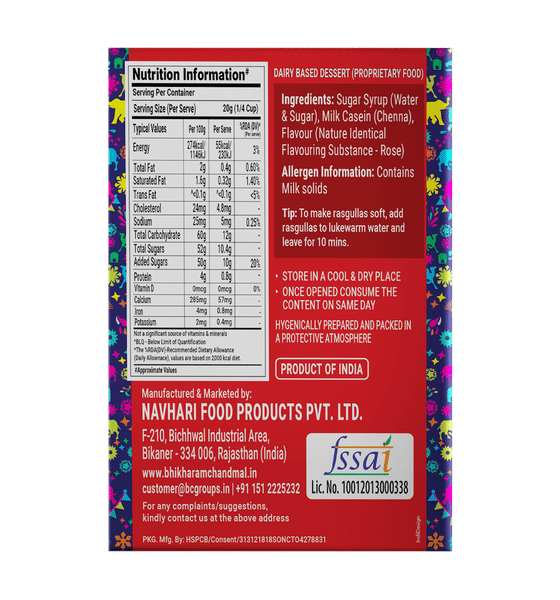 Nutrition Information#
Serving Per Container
Serving Size (Per Serve) 20g (1/4 Cup)
Typical Values Per 100g Per Serve %RDA (DV)* (Per serve)
Energy 274kcal/ 1146kJ 55kcal/ 230kJ 3%
Total Fat 2g 0.4g 0.60%
Saturated Fat 1.6g 0.32g 1.40%
Trans Fat ^<0.1g ^<0.1g <5%
Cholesterol 24mg 4.8mg -
Sodium 25mg 5mg 0.25%
Total Carbohydrate 60g 12g -
Total Sugars 52g 10.4g -
Added Sugars 50g 10g 20%
Protein 4g 0.8g -
Vitamin D 0mcg 0mcg 0%
Calcium 285mg 57mg -
Iron 4mg 0.8mg -
Potassium 2mg 0.4mg -
Not a significant source of vitamins & minerals
^BLQ - Below Limit of Quantification
*The %RDA(DV)-Recommended Dietary Allowance
(Daily Allowance), values are based on 2000 kcal diet.
#Approximate Values
DAIRY BASED DESSERT (PROPRIETARY FOOD)
Ingredients: Sugar Syrup (Water
& Sugar), Milk Casein (Chenna),
Flavour (Nature Identical
Flavouring Substance - Rose)
Allergen Information: Contains
Milk solids
Tip: To make rasgullas soft, add
rasgullas to lukewarm water and
leave for 10 mins.
• STORE IN A COOL & DRY PLACE
• ONCE OPENED CONSUME THE
CONTENT ON SAME DAY
HYGENICALLY PREPARED AND PACKED IN
A PROTECTIVE ATMOSPHERE
PRODUCT OF INDIA
Manufactured & Marketed by:
NAVHARI FOOD PRODUCTS PVT. LTD.
F-210, Bichhwal Industrial Area,
Bikaner - 334 006, Rajasthan (India)
www.bhikharamchandmal.in
customer@bcgroups.in | +91 151 2225232
For any complaints/suggestions,
kindly contact us at the above address
fssai
Lic. No. 10012013000338
PKG. Mfg. By: HSPCB/Consent/313121818SONCTO4278831